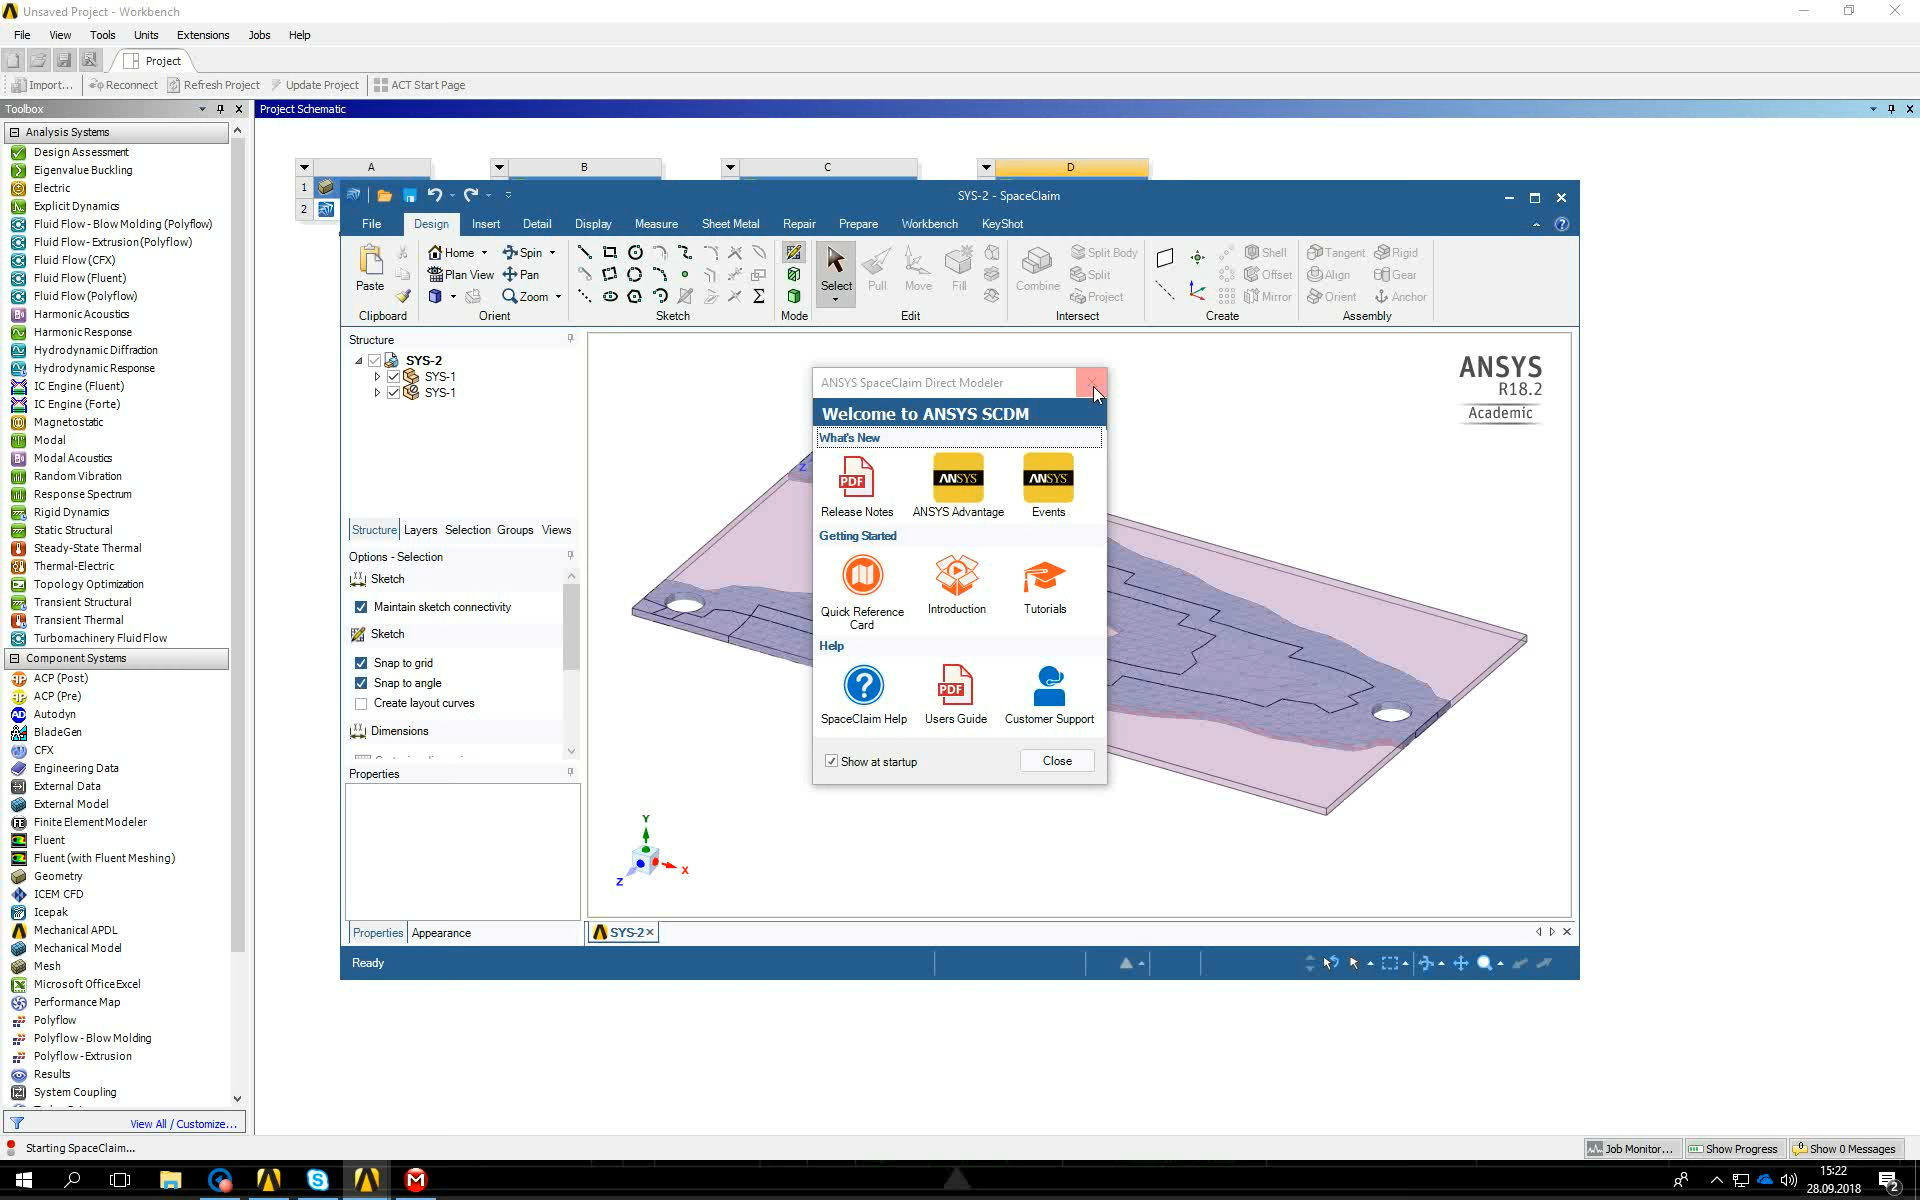 Unsaved Project - Workbench
File View Tools Units Extensions Jobs Help
Project
Import... Reconnect Refresh Project Update Project ACT Start Page
Toolbox
Project Schematic
Analysis Systems
Design Assessment
Eigenvalue Buckling
Electric
Explicit Dynamics
Fluid Flow - Blow Molding (Polyflow)
Fluid Flow - Extrusion (Polyflow)
Fluid Flow (CFX)
Fluid Flow (Fluent)
Fluid Flow (Polyflow)
Harmonic Acoustics
Harmonic Response
Hydrodynamic Diffraction
Hydrodynamic Response
IC Engine (Fluent)
IC Engine (Forte)
Magnetostatic
Modal
Modal Acoustics
Random Vibration
Response Spectrum
Rigid Dynamics
Static Structural
Steady-State Thermal
Thermal-Electric
Topology Optimization
Transient Structural
Transient Thermal
Turbomachinery Fluid Flow
Component Systems
ACP (Post)
ACP (Pre)
Autodyn
BladeGen
CFX
Engineering Data
External Data
External Model
Finite Element Modeler
Fluent
Fluent (with Fluent Meshing)
Geometry
ICEM CFD
Icepak
Mechanical APDL
Mechanical Model
Mesh
Microsoft Office Excel
Performance Map
Polyflow
Polyflow - Blow Molding
Polyflow - Extrusion
Results
System Coupling
View All / Customize...
A B C D
1
2
SYS-2 - SpaceClaim
File Design Insert Detail Display Measure Sheet Metal Repair Prepare Workbench KeyShot
Paste
Clipboard
Home Spin
Plan View Pan
Zoom
Orient
Sketch
Mode
Select Pull Move Fill
Edit
Combine
Split Body
Split
Project
Intersect
Shell
Offset
Mirror
Create
Tangent Rigid
Align Gear
Orient Anchor
Assembly
Structure
SYS-2
SYS-1
SYS-1
Structure Layers Selection Groups Views
Options - Selection
Sketch
Maintain sketch connectivity
Sketch
Snap to grid
Snap to angle
Create layout curves
Dimensions
Properties
Properties Appearance
ANSYS
R18.2
Academic
ANSYS SpaceClaim Direct Modeler
Welcome to ANSYS SCDM
What's New
PDF ANSYS ANSYS
Release Notes ANSYS Advantage Events
Getting Started
Quick Reference Card Introduction Tutorials
Help
PDF
SpaceClaim Help Users Guide Customer Support
Show at startup
Close
Z
Y
X
Z
SYS-2
Ready
Starting SpaceClaim...
Job Monitor... Show Progress Show 0 Messages
15:22
28.09.2018
2